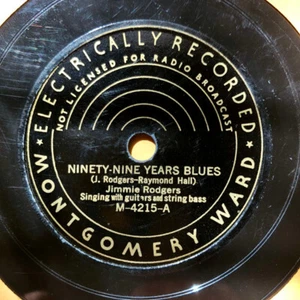 ELECTRICALLY RECORDED
NOT LICENSED FOR RADIO BROADCAST
NINETY-NINE YEARS BLUES
(J. Rodgers-Raymond Hall)
Jimmie Rodgers
Singing with guitars and string bass
M-4215-A
MONTGOMERY WARD